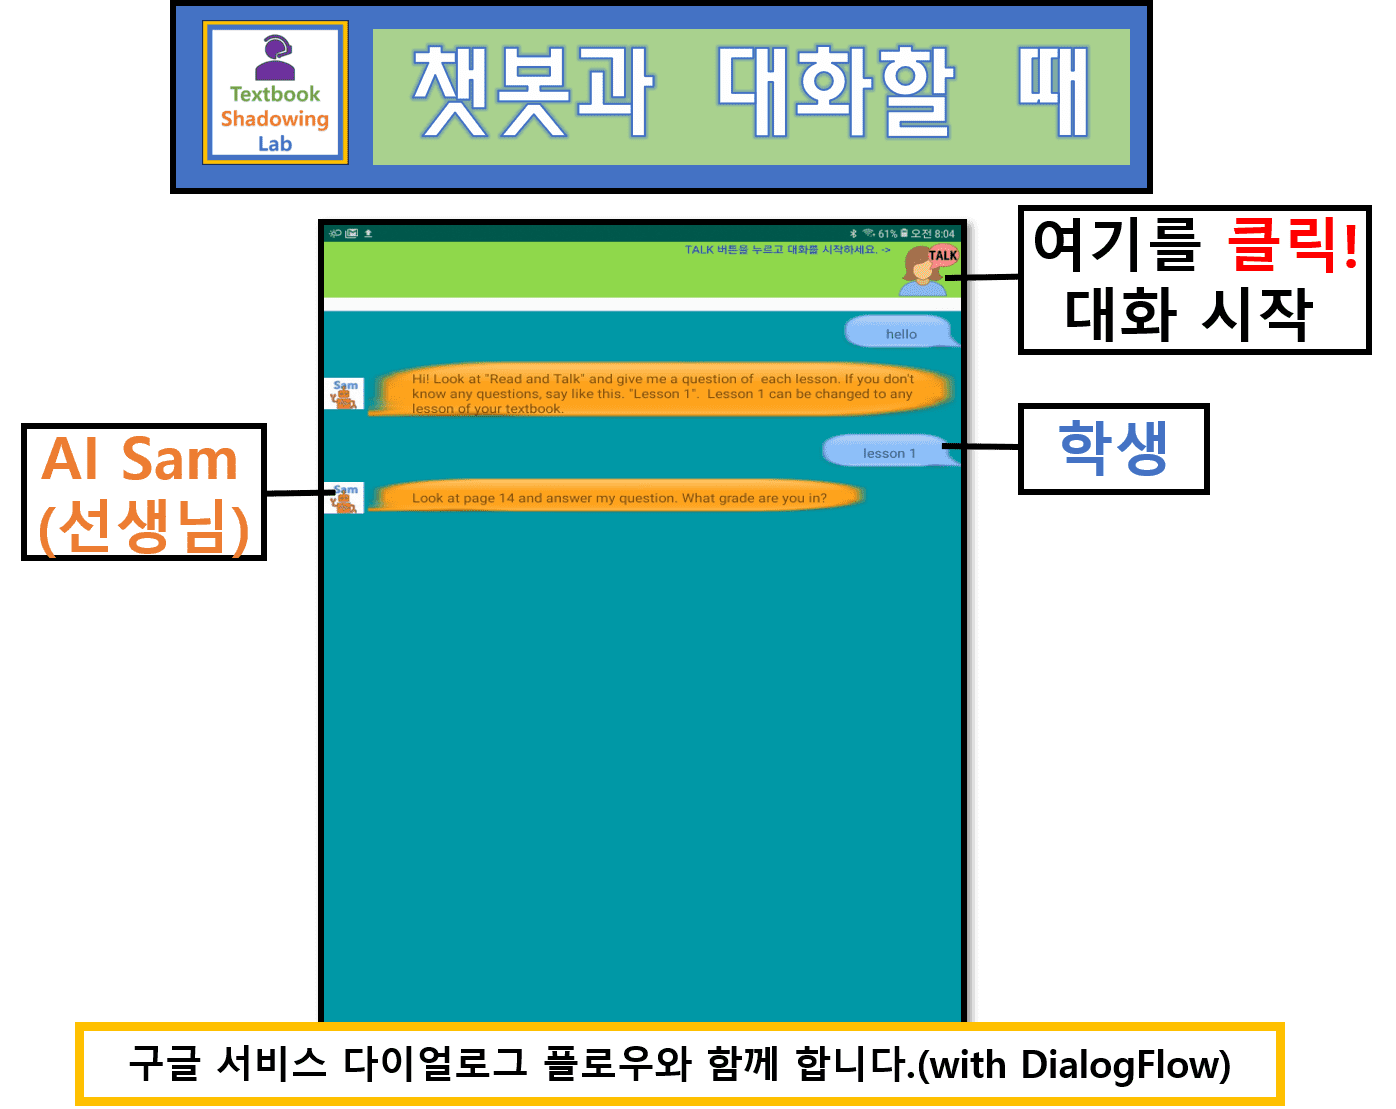 Textbook
Shadowing
Lab
챗봇과 대화할 때
61% 오전 8:04
TALK 버튼을 누르고 대화를 시작하세요. ->
TALK
여기를 클릭!
대화 시작
hello
Sam
Hi! Look at "Read and Talk" and give me a question of each lesson. If you don't
know any questions, say like this. "Lesson 1". Lesson 1 can be changed to any
lesson of your textbook.
학생
lesson 1
AI Sam
(선생님)
Sam
Look at page 14 and answer my question. What grade are you in?
구글 서비스 다이얼로그 플로우와 함께 합니다.(with DialogFlow)